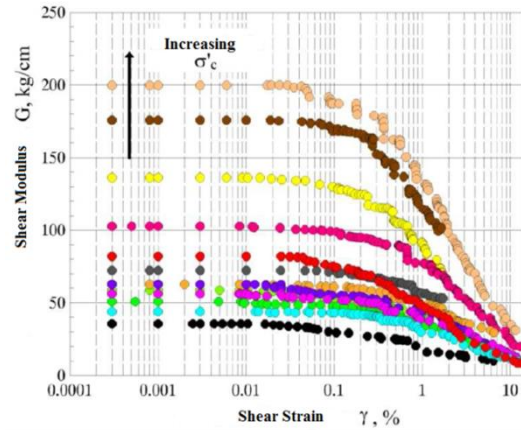 250
200
150
100
50
0
Shear Modulus G, kg/cm
Increasing
σ'c
0.0001 0.001 0.01 0.1 1 10
Shear Strain γ, %